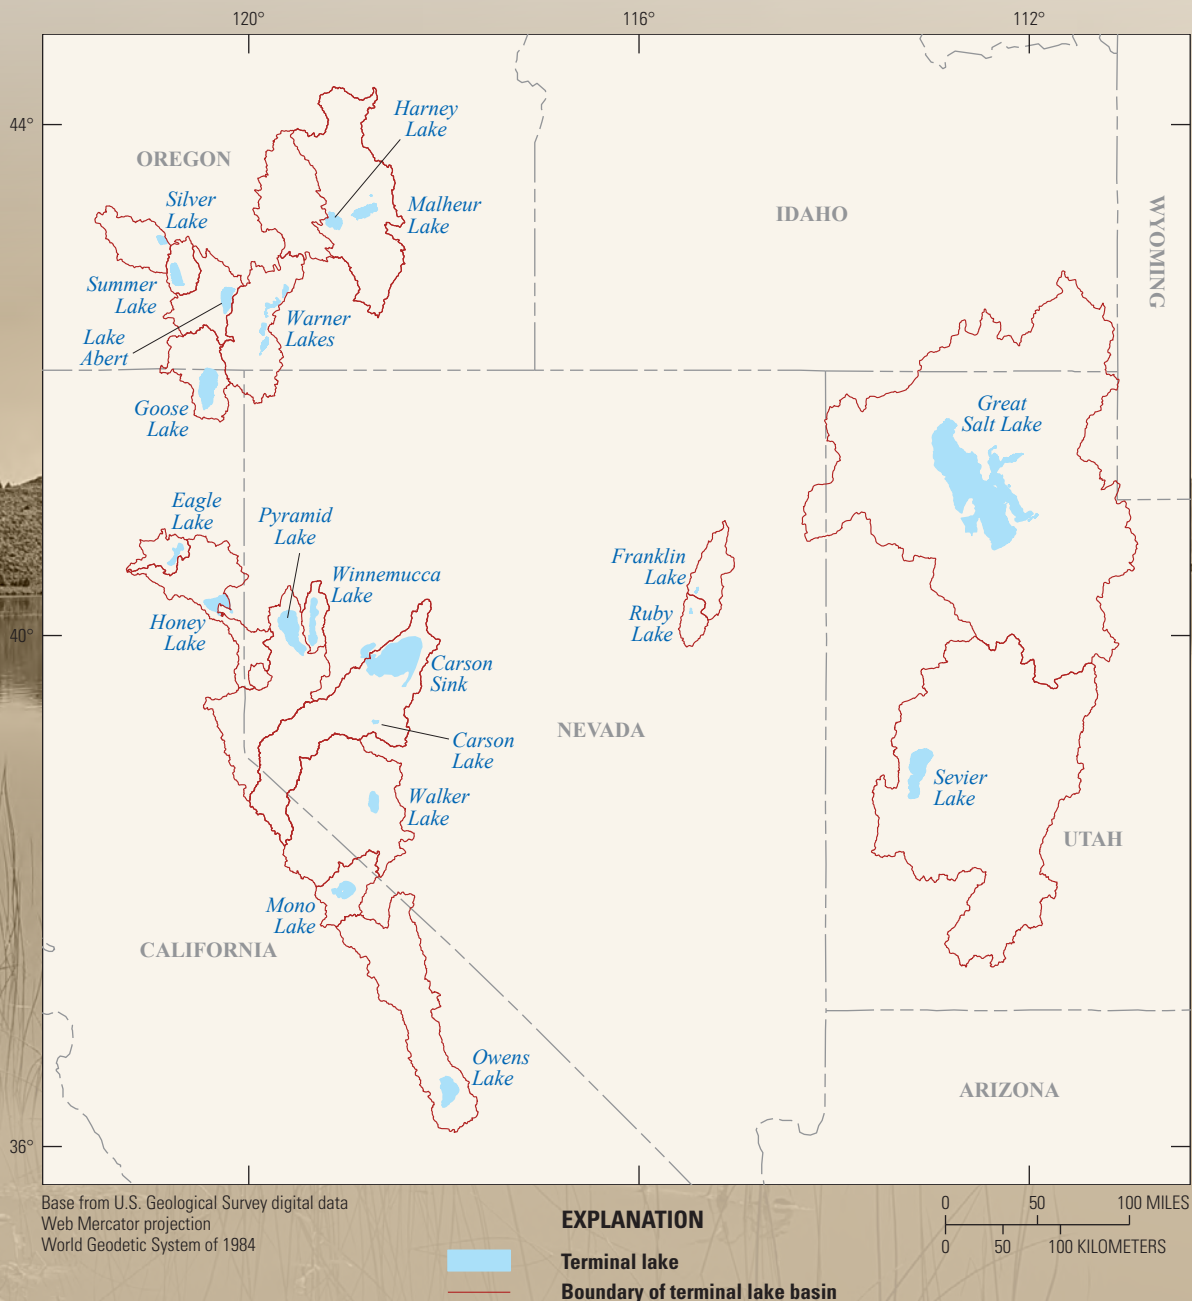 120°
116°
112°
44°
40°
36°
OREGON
IDAHO
WYOMING
Harney
Lake
Malheur
Lake
Silver
Lake
Summer
Lake
Lake
Abert
Warner
Lakes
Goose
Lake
Great
Salt Lake
Eagle
Lake
Pyramid
Lake
Winnemucca
Lake
Honey
Lake
Franklin
Lake
Ruby
Lake
Carson
Sink
Carson
Lake
NEVADA
Walker
Lake
Sevier
Lake
UTAH
Mono
Lake
CALIFORNIA
Owens
Lake
ARIZONA
Base from U.S. Geological Survey digital data
Web Mercator projection
World Geodetic System of 1984
EXPLANATION
Terminal lake
Boundary of terminal lake basin
0 50 100 MILES
0 50 100 KILOMETERS